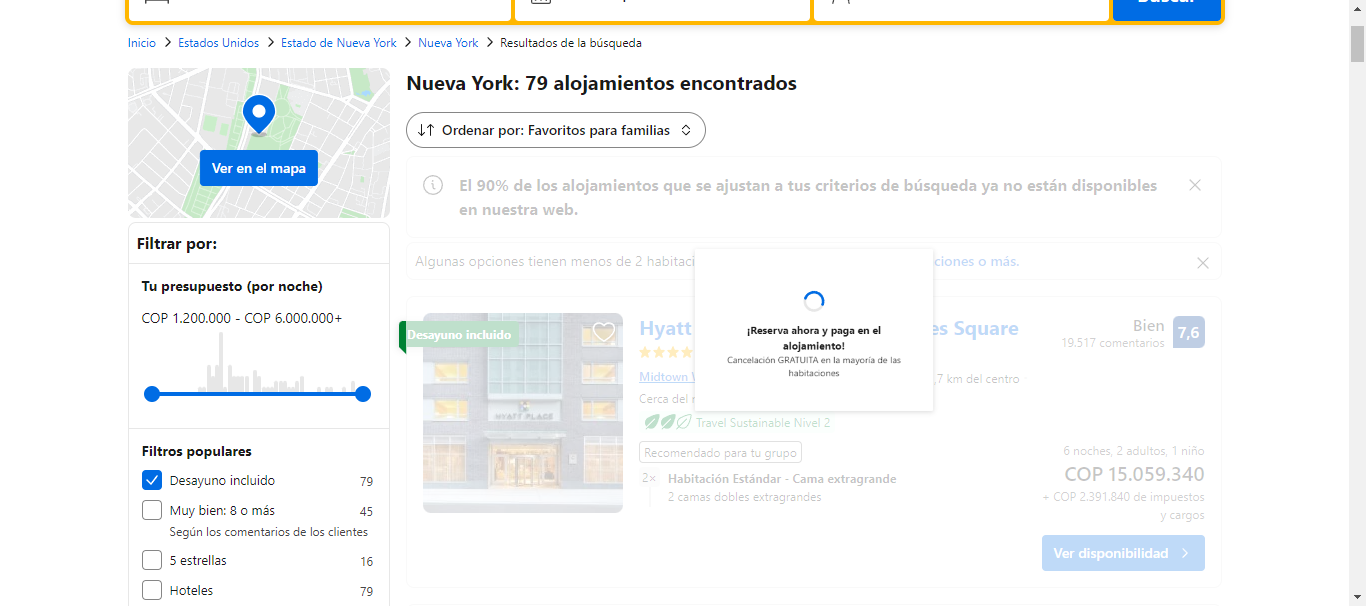 Buscar
Inicio > Estados Unidos > Estado de Nueva York > Nueva York > Resultados de la búsqueda
Ver en el mapa
Filtrar por:
Tu presupuesto (por noche)
COP 1.200.000 - COP 6.000.000+
Filtros populares
Desayuno incluido 79
Muy bien: 8 o más 45
Según los comentarios de los clientes
5 estrellas 16
Hoteles 79
Nueva York: 79 alojamientos encontrados
Ordenar por: Favoritos para familias
El 90% de los alojamientos que se ajustan a tus criterios de búsqueda ya no están disponibles
en nuestra web.
Algunas opciones tienen menos de 2 habitaci
ciones o más.
¡Reserva ahora y paga en el
alojamiento!
Cancelación GRATUITA en la mayoría de las
habitaciones
Desayuno incluido
HYATT PLACE
Hyatt
es Square
Midtown
,7 km del centro
Cerca del
Travel Sustainable Nivel 2
Recomendado para tu grupo
2× Habitación Estándar - Cama extragrande
2 camas dobles extragrandes
Bien 7,6
19.517 comentarios
6 noches, 2 adultos, 1 niño
COP 15.059.340
+ COP 2.391.840 de impuestos
y cargos
Ver disponibilidad